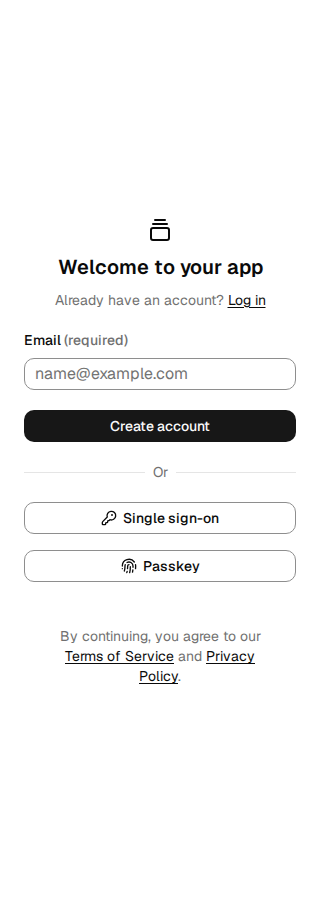 Welcome to your app
Already have an account? Log in
Email (required)
name@example.com
Create account
Or
Single sign-on
Passkey
By continuing, you agree to our
Terms of Service and Privacy
Policy.